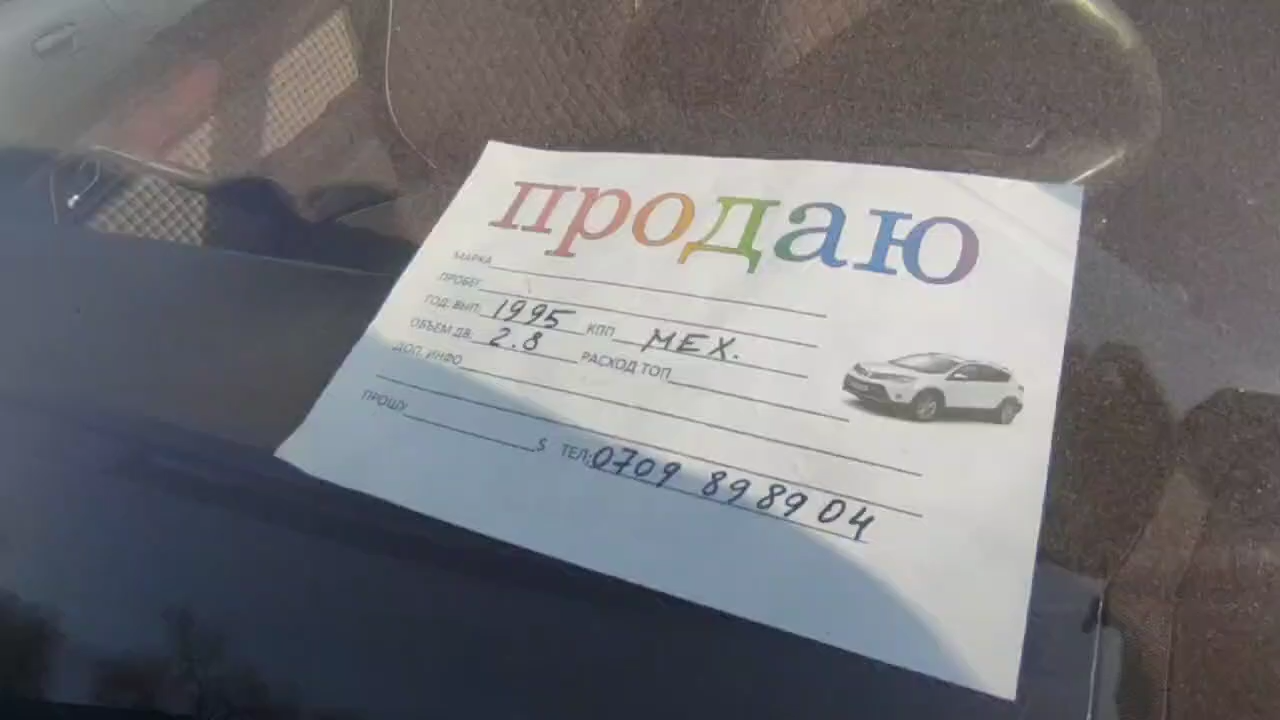 продаю
МАРКА
ПРОБЕГ
ГОД. ВЫП. 1995 КПП МЕХ.
ОБЪЕМ ДВ. 2.8 РАСХОД ТОП.
ДОП. ИНФО
ПРОШУ $ ТЕЛ: 0709 898904